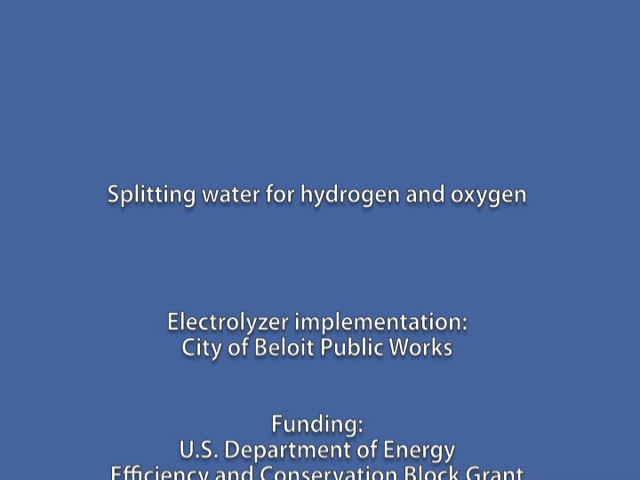 Splitting water for hydrogen and oxygen
Electrolyzer implementation:
City of Beloit Public Works
Funding:
U.S. Department of Energy
Efficiency and Conservation Block Grant